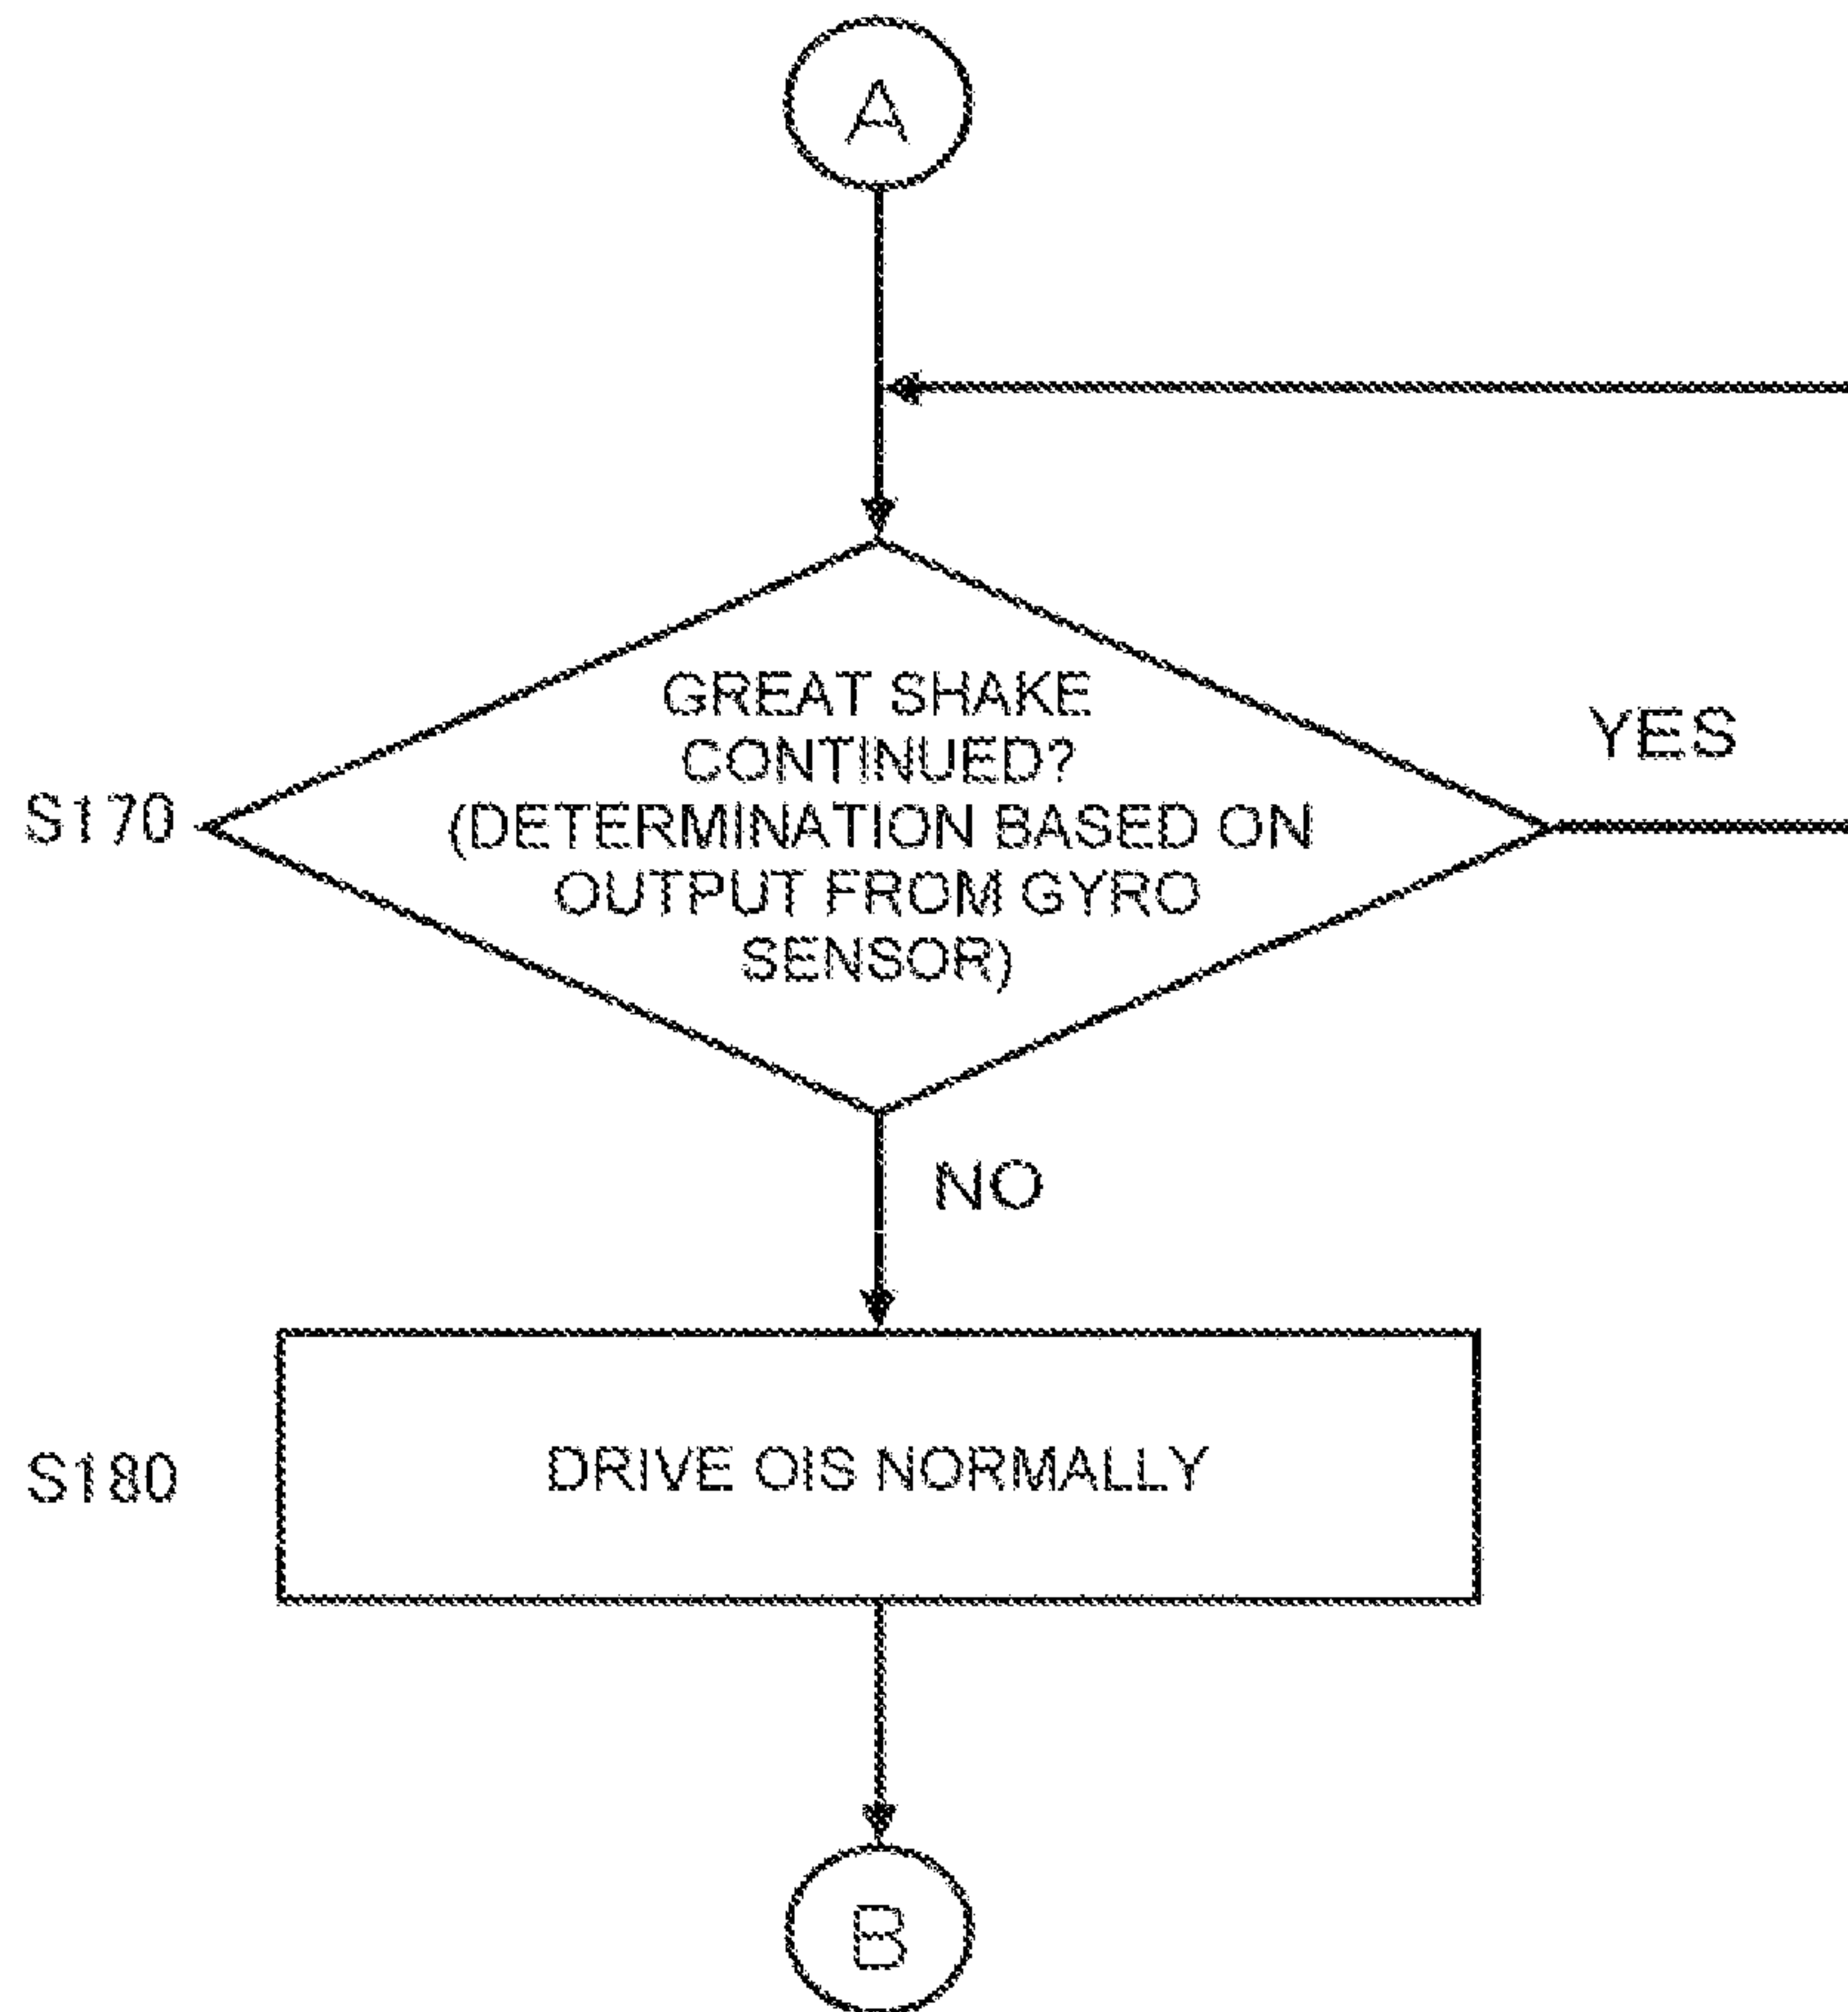 A
GREAT SHAKE
CONTINUED?
(DETERMINATION BASED ON
OUTPUT FROM GYRO
SENSOR)
YES
S170
NO
DRIVE OIS NORMALLY
S180
B